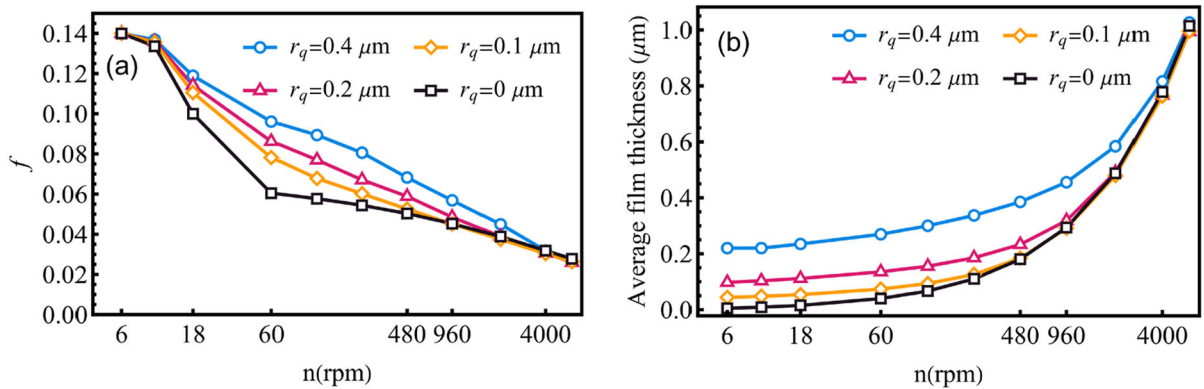 (a)
r_q=0.4 μm
r_q=0.1 μm
r_q=0.2 μm
r_q=0 μm
f
0.14
0.12
0.10
0.08
0.06
0.04
0.02
0.00
6 18 60 480 960 4000
n(rpm)
(b)
r_q=0.4 μm
r_q=0.1 μm
r_q=0.2 μm
r_q=0 μm
Average film thickness (μm)
1.0
0.8
0.6
0.4
0.2
0.0
6 18 60 480 960 4000
n(rpm)